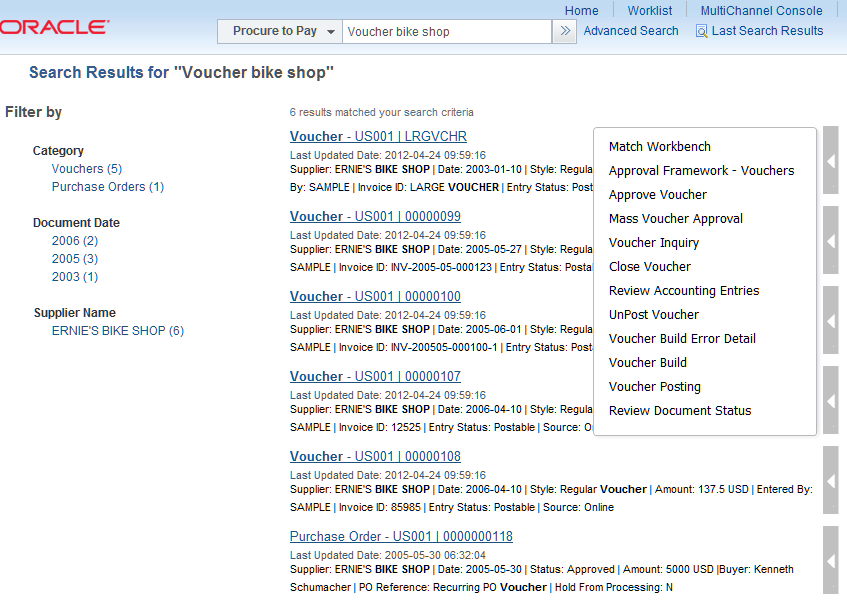 Home Worklist MultiChannel Console
ORACLE
Procure to Pay Voucher bike shop Advanced Search Last Search Results
Search Results for "Voucher bike shop"
Filter by
Category
Vouchers (5)
Purchase Orders (1)
Document Date
2006 (2)
2005 (3)
2003 (1)
Supplier Name
ERNIE'S BIKE SHOP (6)
6 results matched your search criteria
Voucher - US001 | LRGVCHR
Last Updated Date: 2012-04-24 09:59:16
Supplier: ERNIE'S BIKE SHOP | Date: 2003-01-10 | Style: Regula
By: SAMPLE | Invoice ID: LARGE VOUCHER | Entry Status: Post
Voucher - US001 | 00000099
Last Updated Date: 2012-04-24 09:59:16
Supplier: ERNIE'S BIKE SHOP | Date: 2005-05-27 | Style: Regula
SAMPLE | Invoice ID: INV-2005-05-000123 | Entry Status: Posta
Voucher - US001 | 00000100
Last Updated Date: 2012-04-24 09:59:16
Supplier: ERNIE'S BIKE SHOP | Date: 2005-06-01 | Style: Regula
SAMPLE | Invoice ID: INV-200505-000100-1 | Entry Status: Post
Voucher - US001 | 00000107
Last Updated Date: 2012-04-24 09:59:16
Supplier: ERNIE'S BIKE SHOP | Date: 2006-04-10 | Style: Regula
SAMPLE | Invoice ID: 12525 | Entry Status: Postable | Source: O
Voucher - US001 | 00000108
Last Updated Date: 2012-04-24 09:59:16
Supplier: ERNIE'S BIKE SHOP | Date: 2006-04-10 | Style: Regular Voucher | Amount: 137.5 USD | Entered By:
SAMPLE | Invoice ID: 85985 | Entry Status: Postable | Source: Online
Purchase Order - US001 | 0000000118
Last Updated Date: 2005-05-30 06:32:04
Supplier: ERNIE'S BIKE SHOP | Date: 2005-05-30 | Status: Approved | Amount: 5000 USD |Buyer: Kenneth
Schumacher | PO Reference: Recurring PO Voucher | Hold From Processing: N
Match Workbench
Approval Framework - Vouchers
Approve Voucher
Mass Voucher Approval
Voucher Inquiry
Close Voucher
Review Accounting Entries
UnPost Voucher
Voucher Build Error Detail
Voucher Build
Voucher Posting
Review Document Status